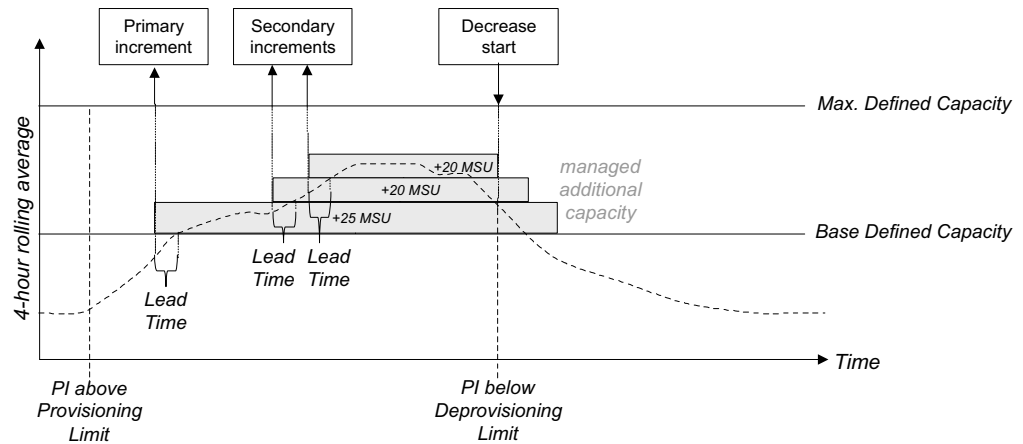 Primary
increment
Secondary
increments
Decrease
start
4-hour rolling average
Max. Defined Capacity
+20 MSU
managed
additional
capacity
+20 MSU
+25 MSU
Base Defined Capacity
Lead
Time
Lead
Time
Lead
Time
Time
PI above
Provisioning
Limit
PI below
Deprovisioning
Limit